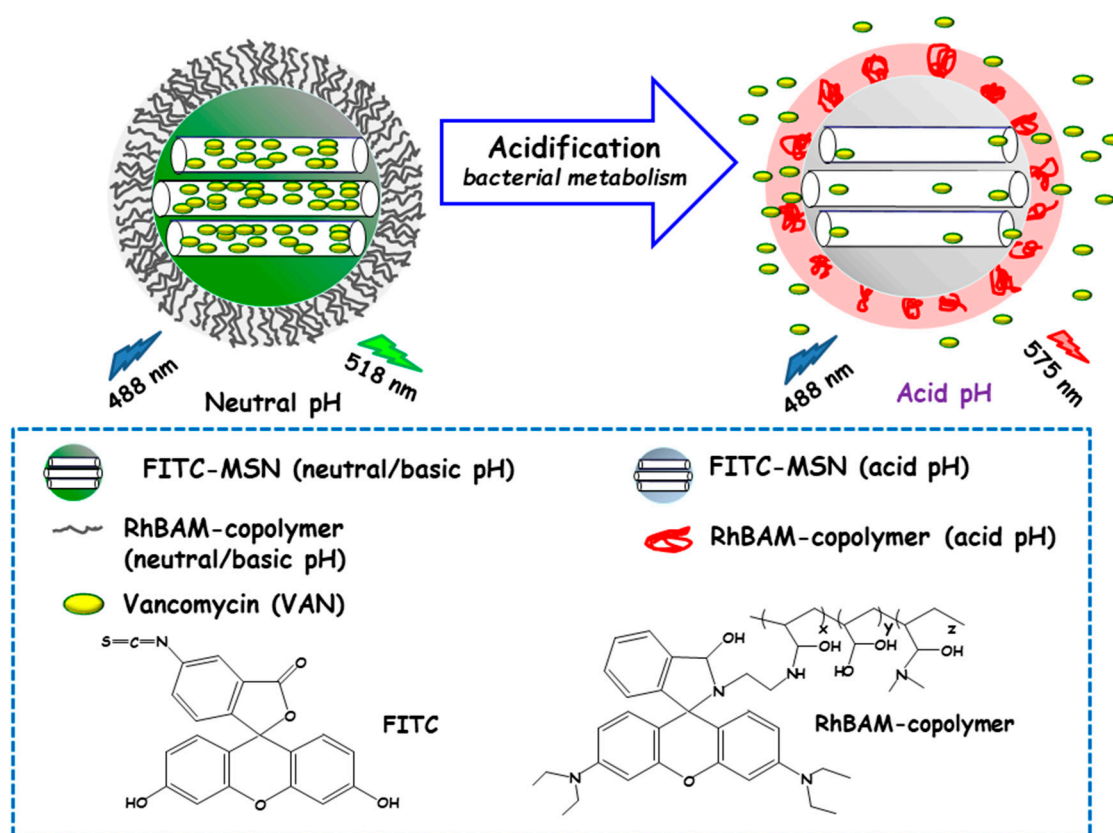 Acidification
bacterial metabolism
488 nm
518 nm
Neutral pH
488 nm
575 nm
Acid pH
FITC-MSN (neutral/basic pH)
FITC-MSN (acid pH)
RhBAM-copolymer
(neutral/basic pH)
RhBAM-copolymer (acid pH)
Vancomycin (VAN)
S=C=N
O
O
FITC
HO
O
OH
OH
x
y
z
OH
HO
OH
NH
N
N
RhBAM-copolymer
N
O
N